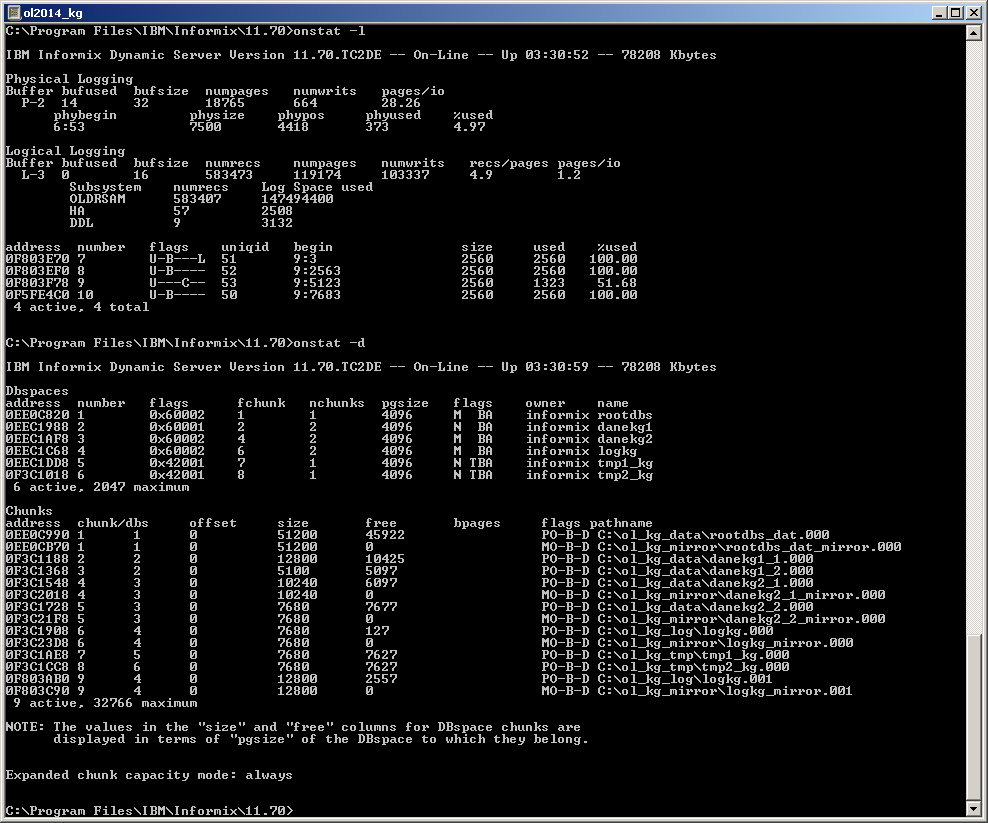 ol2014_kg
C:\Program Files\IBM\Informix\11.70>onstat -l
IBM Informix Dynamic Server Version 11.70.TC2DE -- On-Line -- Up 03:30:52 -- 78208 Kbytes
Physical Logging
Buffer bufused  bufsize  numpages   numwrits   pages/io
  P-2  14       32       18765      664        28.26
      phybegin         physize    phypos     phyused    %used
      6:53             7500       4418       373        4.97
Logical Logging
Buffer bufused  bufsize  numrecs    numpages   numwrits   recs/pages pages/io
  L-3  0        16       583473     119174     103337     4.9        1.2
        Subsystem    numrecs    Log Space used
        OLDRSAM      583407     147494400
        HA           57         2508
        DDL          9          3132
address  number   flags    uniqid   begin                size     used    %used
0F803E70 7        U-B---L  51       9:3                  2560     2560   100.00
0F803EF0 8        U-B----  52       9:2563               2560     2560   100.00
0F803F78 9        U---C--  53       9:5123               2560     1323    51.68
0F5FE4C0 10       U-B----  50       9:7683               2560     2560   100.00
 4 active, 4 total
C:\Program Files\IBM\Informix\11.70>onstat -d
IBM Informix Dynamic Server Version 11.70.TC2DE -- On-Line -- Up 03:30:59 -- 78208 Kbytes
Dbspaces
address  number   flags      fchunk   nchunks  pgsize   flags    owner    name
0EE0C820 1        0x60002    1        1        4096     M  BA    informix rootdbs
0EEC1988 2        0x60001    2        2        4096     N  BA    informix danekg1
0EEC1AF8 3        0x60002    4        2        4096     M  BA    informix danekg2
0EEC1C68 4        0x60002    6        2        4096     M  BA    informix logkg
0EEC1DD8 5        0x42001    7        1        4096     N TBA    informix tmp1_kg
0F3C1018 6        0x42001    8        1        4096     N TBA    informix tmp2_kg
 6 active, 2047 maximum
Chunks
address  chunk/dbs     offset     size       free       bpages     flags pathname
0EE0C990 1      1      0          51200      45922                 PO-B-D C:\ol_kg_data\rootdbs_dat.000
0EE0CB70 1      1      0          51200      0                     MO-B-D C:\ol_kg_mirror\rootdbs_dat_mirror.000
0F3C1188 2      2      0          12800      10425                 PO-B-D C:\ol_kg_data\danekg1_1.000
0F3C1368 3      2      0          5100       5097                  PO-B-D C:\ol_kg_data\danekg1_2.000
0F3C1548 4      3      0          10240      6097                  PO-B-D C:\ol_kg_data\danekg2_1.000
0F3C2018 4      3      0          10240      0                     MO-B-D C:\ol_kg_mirror\danekg2_1_mirror.000
0F3C1728 5      3      0          7680       7677                  PO-B-D C:\ol_kg_data\danekg2_2.000
0F3C21F8 5      3      0          7680       0                     MO-B-D C:\ol_kg_mirror\danekg2_2_mirror.000
0F3C1908 6      4      0          7680       127                   PO-B-D C:\ol_kg_log\logkg.000
0F3C23D8 6      4      0          7680       0                     MO-B-D C:\ol_kg_mirror\logkg_mirror.000
0F3C1AE8 7      5      0          7680       7627                  PO-B-D C:\ol_kg_tmp\tmp1_kg.000
0F3C1CC8 8      6      0          7680       7627                  PO-B-D C:\ol_kg_tmp\tmp2_kg.000
0F803AB0 9      4      0          12800      2557                  PO-B-D C:\ol_kg_log\logkg.001
0F803C90 9      4      0          12800      0                     MO-B-D C:\ol_kg_mirror\logkg_mirror.001
 9 active, 32766 maximum
NOTE: The values in the "size" and "free" columns for DBspace chunks are
      displayed in terms of "pgsize" of the DBspace to which they belong.
Expanded chunk capacity mode: always
C:\Program Files\IBM\Informix\11.70>